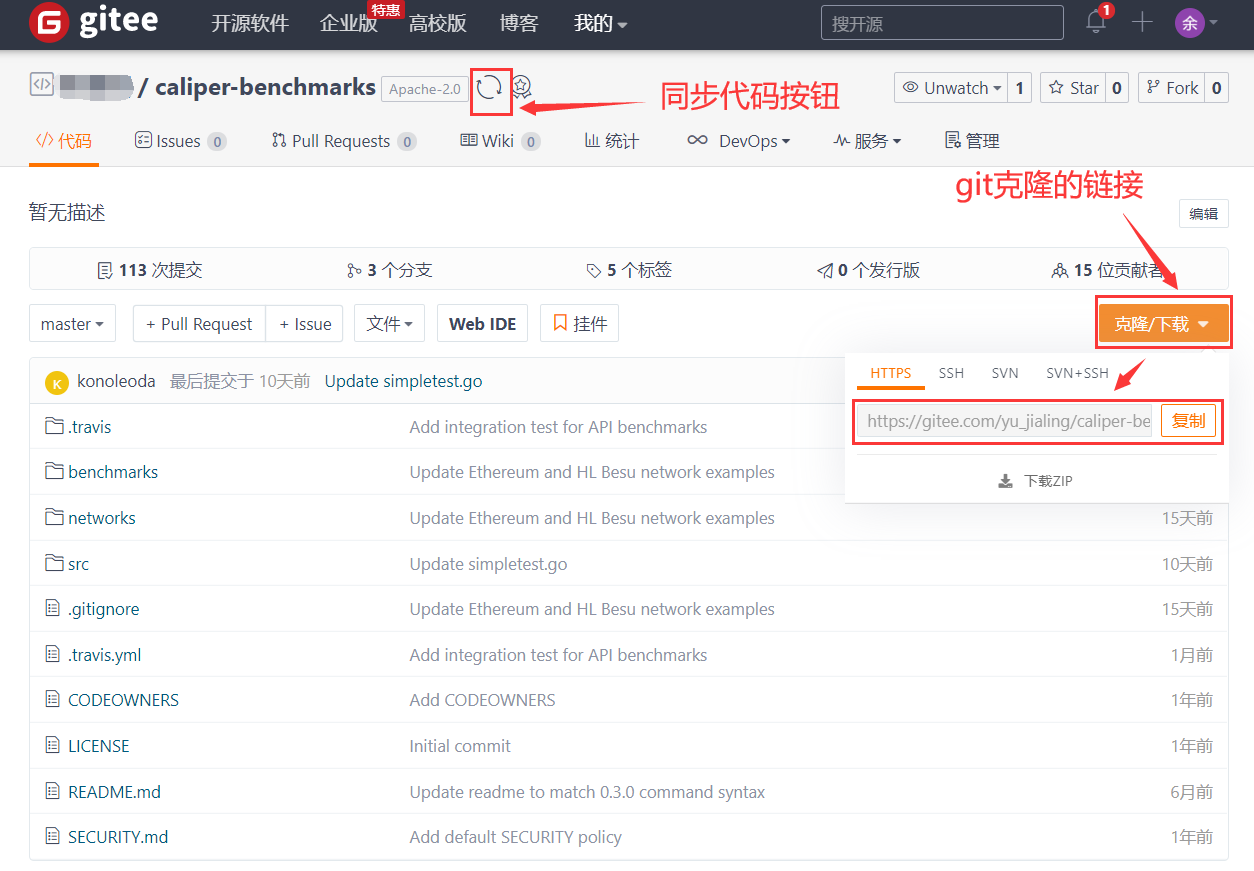 gitee 开源软件 企业版 特惠 高校版 博客 我的 搜开源 1 余
/ caliper-benchmarks Apache-2.0 同步代码按钮 Unwatch 1 Star 0 Fork 0
代码 Issues 0 Pull Requests 0 Wiki 0 统计 DevOps 服务 管理
git克隆的链接
暂无描述 编辑
113 次提交 3 个分支 5 个标签 0 个发行版 15 位贡献者
master + Pull Request + Issue 文件 Web IDE 挂件 克隆/下载
K konoleoda 最后提交于 10天前 Update simpletest.go
HTTPS SSH SVN SVN+SSH
https://gitee.com/yu_jialing/caliper-be 复制
下载ZIP
.travis Add integration test for API benchmarks
benchmarks Update Ethereum and HL Besu network examples
networks Update Ethereum and HL Besu network examples 15天前
src Update simpletest.go 10天前
.gitignore Update Ethereum and HL Besu network examples 15天前
.travis.yml Add integration test for API benchmarks 1月前
CODEOWNERS Add CODEOWNERS 1年前
LICENSE Initial commit 1年前
README.md Update readme to match 0.3.0 command syntax 6月前
SECURITY.md Add default SECURITY policy 1年前